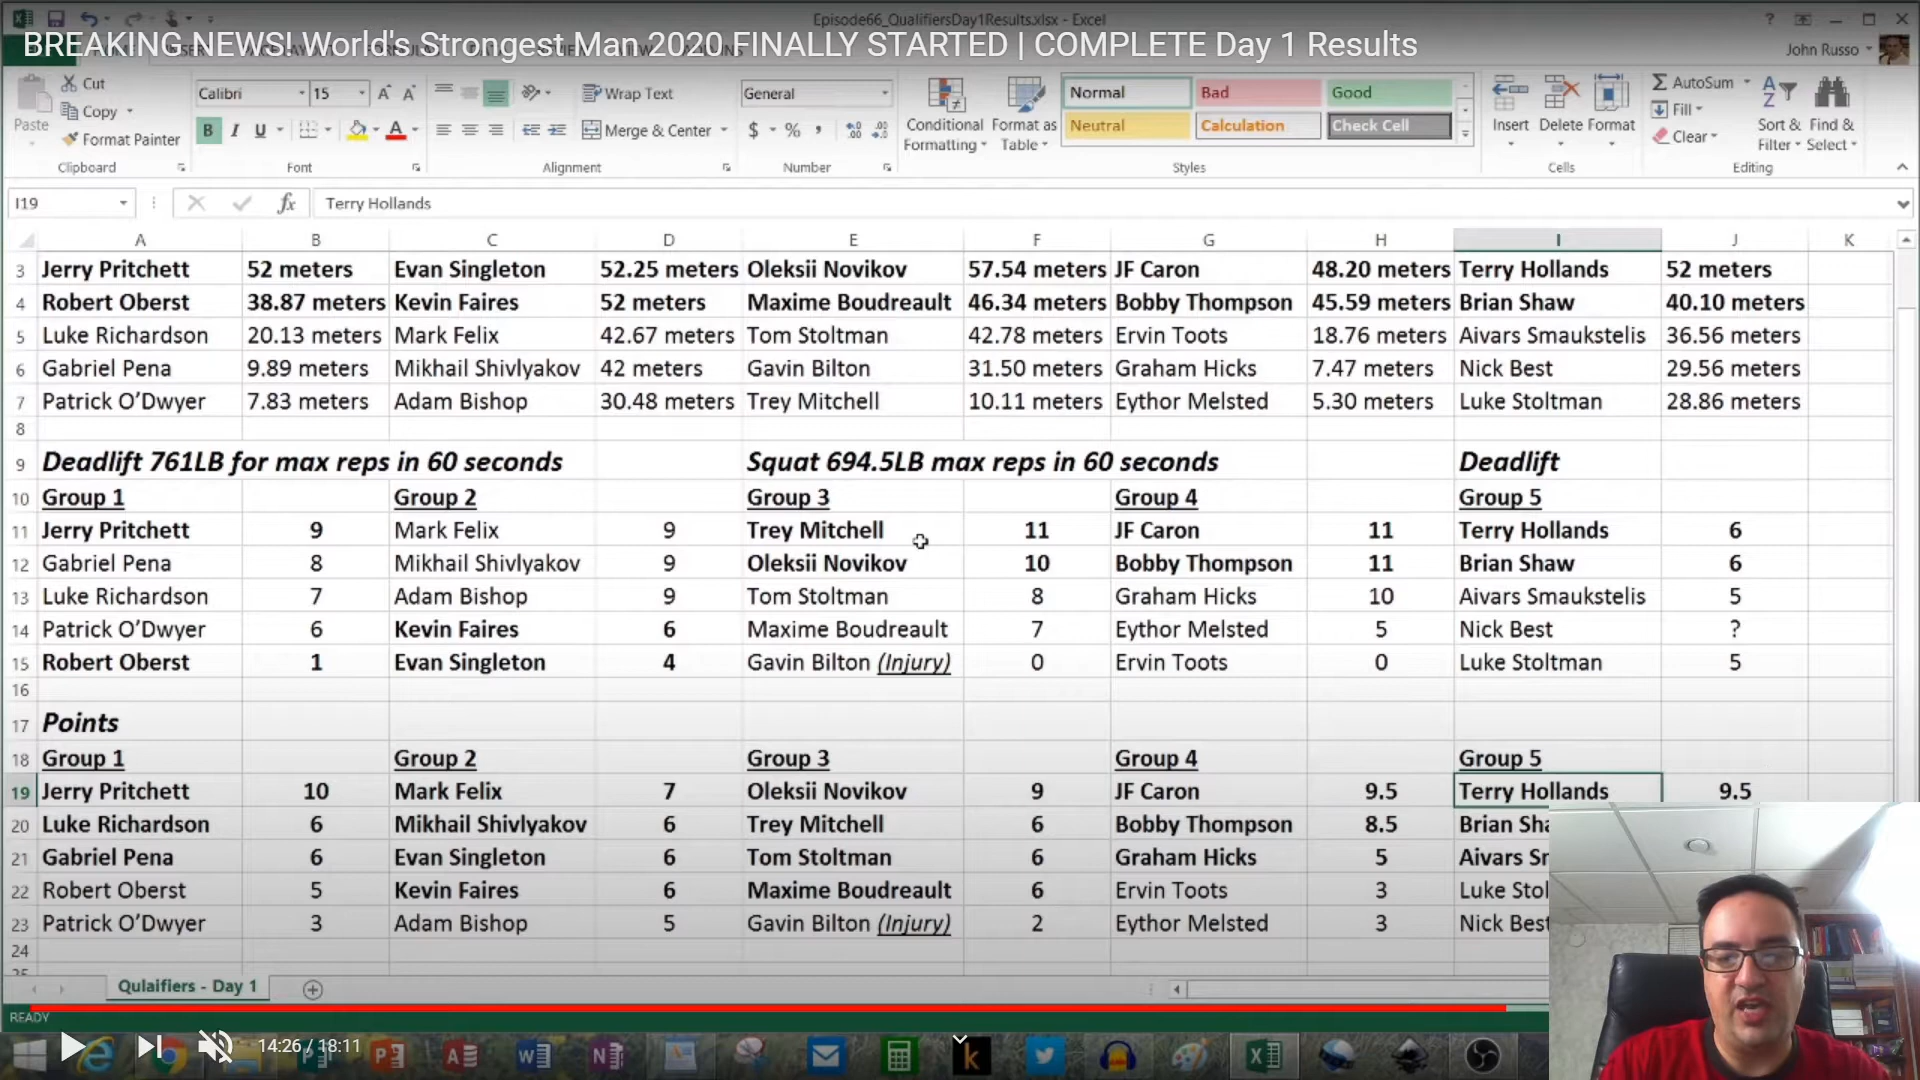 Episode66_QualifiersDay1Results.xlsx - Excel
BREAKING NEWS! World's Strongest Man 2020 FINALLY STARTED | COMPLETE Day 1 Results
John Russo
Cut Calibri 15 Wrap Text General Normal Bad Good AutoSum
Paste Copy Fill
Format Painter B I U Merge & Center $ % , Conditional Formatting Format as Table Neutral Calculation Check Cell Insert Delete Format Clear Sort & Filter Find & Select
Clipboard Font Alignment Number Styles Cells Editing
I19 fx Terry Hollands
A B C D E F G H I J K
3 Jerry Pritchett 52 meters Evan Singleton 52.25 meters Oleksii Novikov 57.54 meters JF Caron 48.20 meters Terry Hollands 52 meters
4 Robert Oberst 38.87 meters Kevin Faires 52 meters Maxime Boudreault 46.34 meters Bobby Thompson 45.59 meters Brian Shaw 40.10 meters
5 Luke Richardson 20.13 meters Mark Felix 42.67 meters Tom Stoltman 42.78 meters Ervin Toots 18.76 meters Aivars Smaukstelis 36.56 meters
6 Gabriel Pena 9.89 meters Mikhail Shivlyakov 42 meters Gavin Bilton 31.50 meters Graham Hicks 7.47 meters Nick Best 29.56 meters
7 Patrick O'Dwyer 7.83 meters Adam Bishop 30.48 meters Trey Mitchell 10.11 meters Eythor Melsted 5.30 meters Luke Stoltman 28.86 meters
8
9 Deadlift 761LB for max reps in 60 seconds Squat 694.5LB max reps in 60 seconds Deadlift
10 Group 1 Group 2 Group 3 Group 4 Group 5
11 Jerry Pritchett 9 Mark Felix 9 Trey Mitchell 11 JF Caron 11 Terry Hollands 6
12 Gabriel Pena 8 Mikhail Shivlyakov 9 Oleksii Novikov 10 Bobby Thompson 11 Brian Shaw 6
13 Luke Richardson 7 Adam Bishop 9 Tom Stoltman 8 Graham Hicks 10 Aivars Smaukstelis 5
14 Patrick O'Dwyer 6 Kevin Faires 6 Maxime Boudreault 7 Eythor Melsted 5 Nick Best ?
15 Robert Oberst 1 Evan Singleton 4 Gavin Bilton (Injury) 0 Ervin Toots 0 Luke Stoltman 5
16
17 Points
18 Group 1 Group 2 Group 3 Group 4 Group 5
19 Jerry Pritchett 10 Mark Felix 7 Oleksii Novikov 9 JF Caron 9.5 Terry Hollands 9.5
20 Luke Richardson 6 Mikhail Shivlyakov 6 Trey Mitchell 6 Bobby Thompson 8.5 Brian Sha
21 Gabriel Pena 6 Evan Singleton 6 Tom Stoltman 6 Graham Hicks 5 Aivars Sr
22 Robert Oberst 5 Kevin Faires 6 Maxime Boudreault 6 Ervin Toots 3 Luke Stol
23 Patrick O'Dwyer 3 Adam Bishop 5 Gavin Bilton (Injury) 2 Eythor Melsted 3 Nick Best
24
Qulaifiers - Day 1
READY
14:26 / 18:11